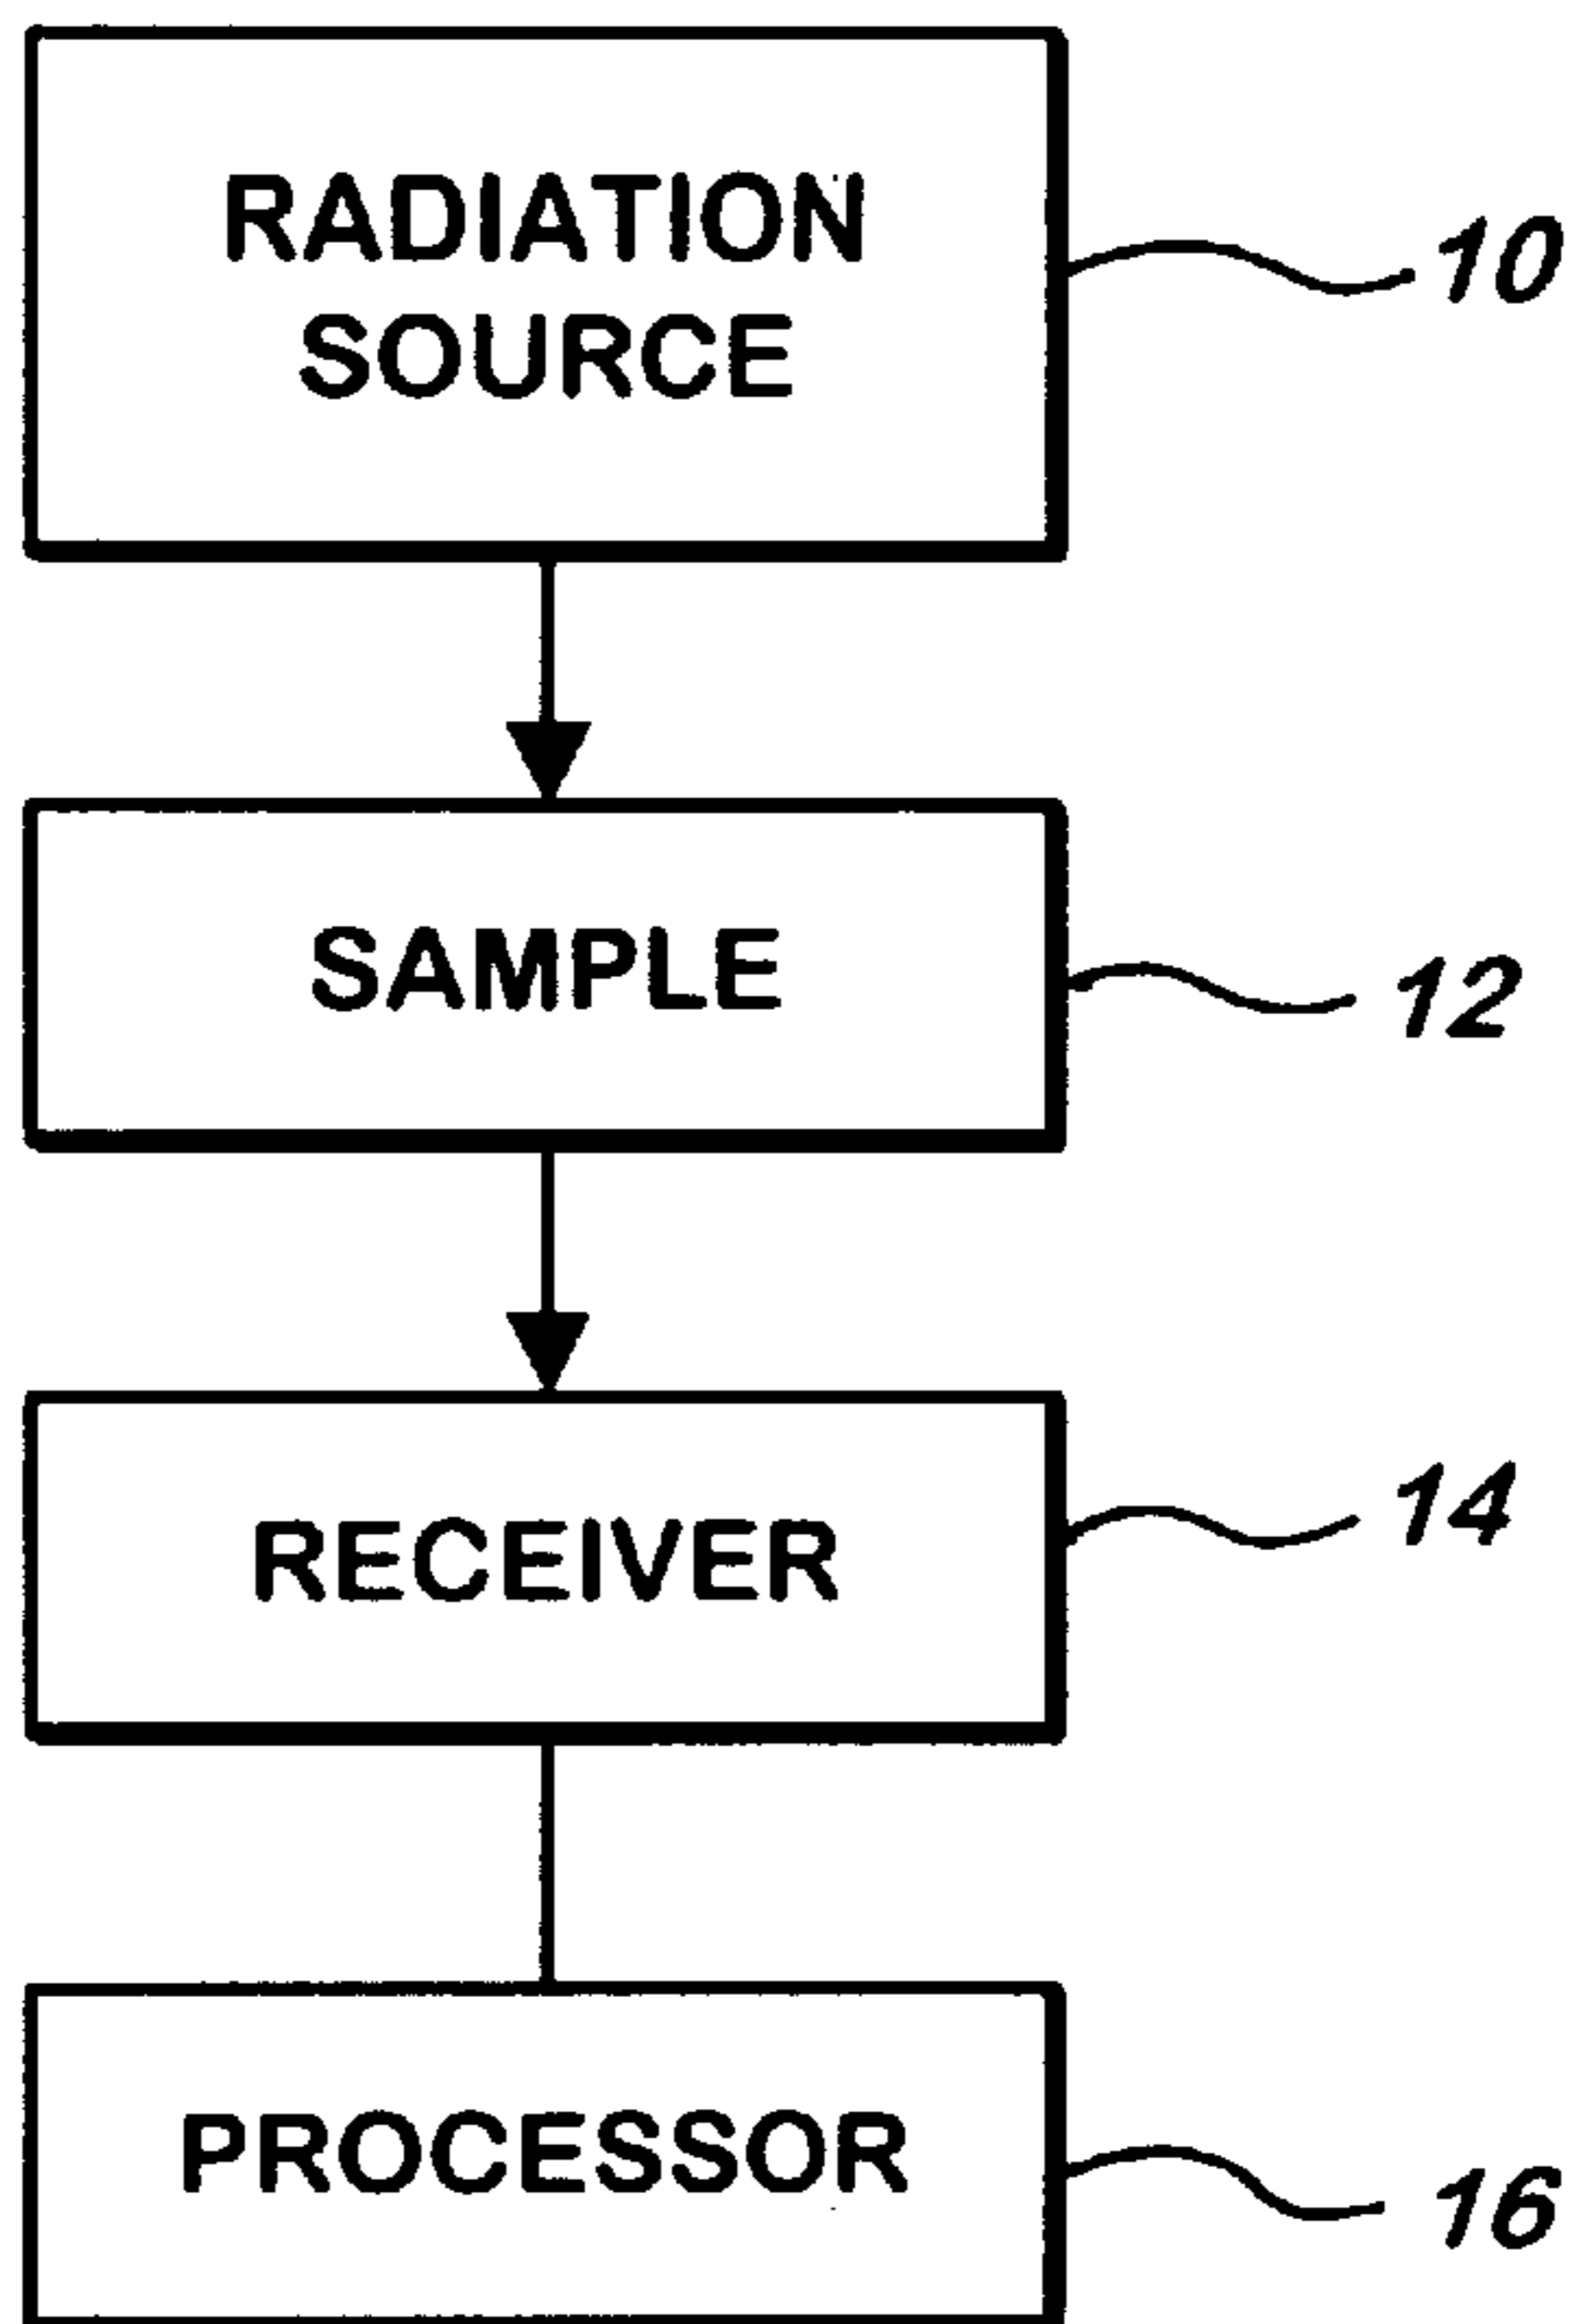 RADIATION
SOURCE
10
SAMPLE
12
RECEIVER
14
PROCESSOR
16